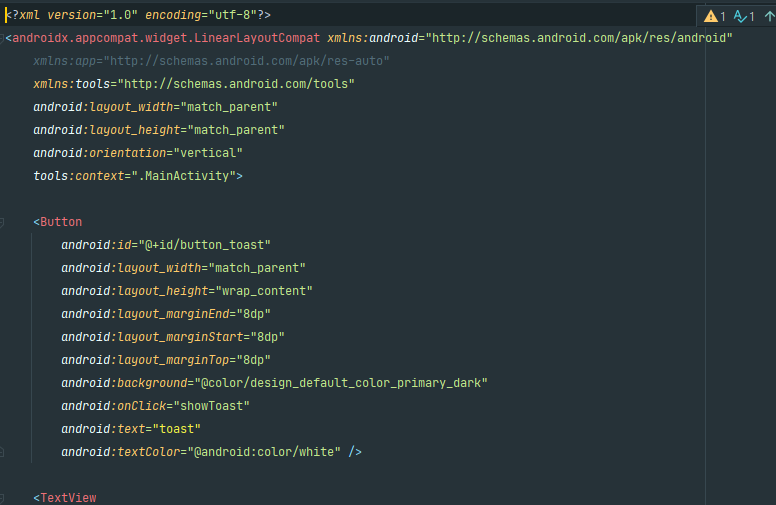 <?xml version="1.0" encoding="utf-8"?>
1 1
<androidx.appcompat.widget.LinearLayoutCompat xmlns:android="http://schemas.android.com/apk/res/android"
xmlns:app="http://schemas.android.com/apk/res-auto"
xmlns:tools="http://schemas.android.com/tools"
android:layout_width="match_parent"
android:layout_height="match_parent"
android:orientation="vertical"
tools:context=".MainActivity">
<Button
android:id="@+id/button_toast"
android:layout_width="match_parent"
android:layout_height="wrap_content"
android:layout_marginEnd="8dp"
android:layout_marginStart="8dp"
android:layout_marginTop="8dp"
android:background="@color/design_default_color_primary_dark"
android:onClick="showToast"
android:text="toast"
android:textColor="@android:color/white" />
<TextView